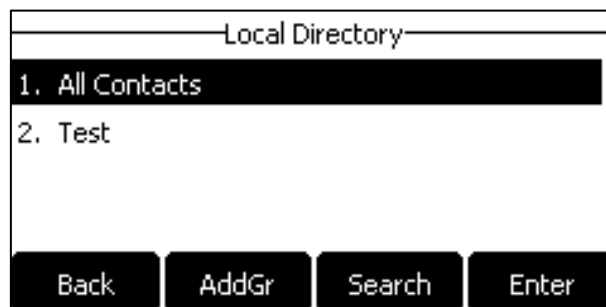 Local Directory
1. All Contacts
2. Test
Back AddGr Search Enter